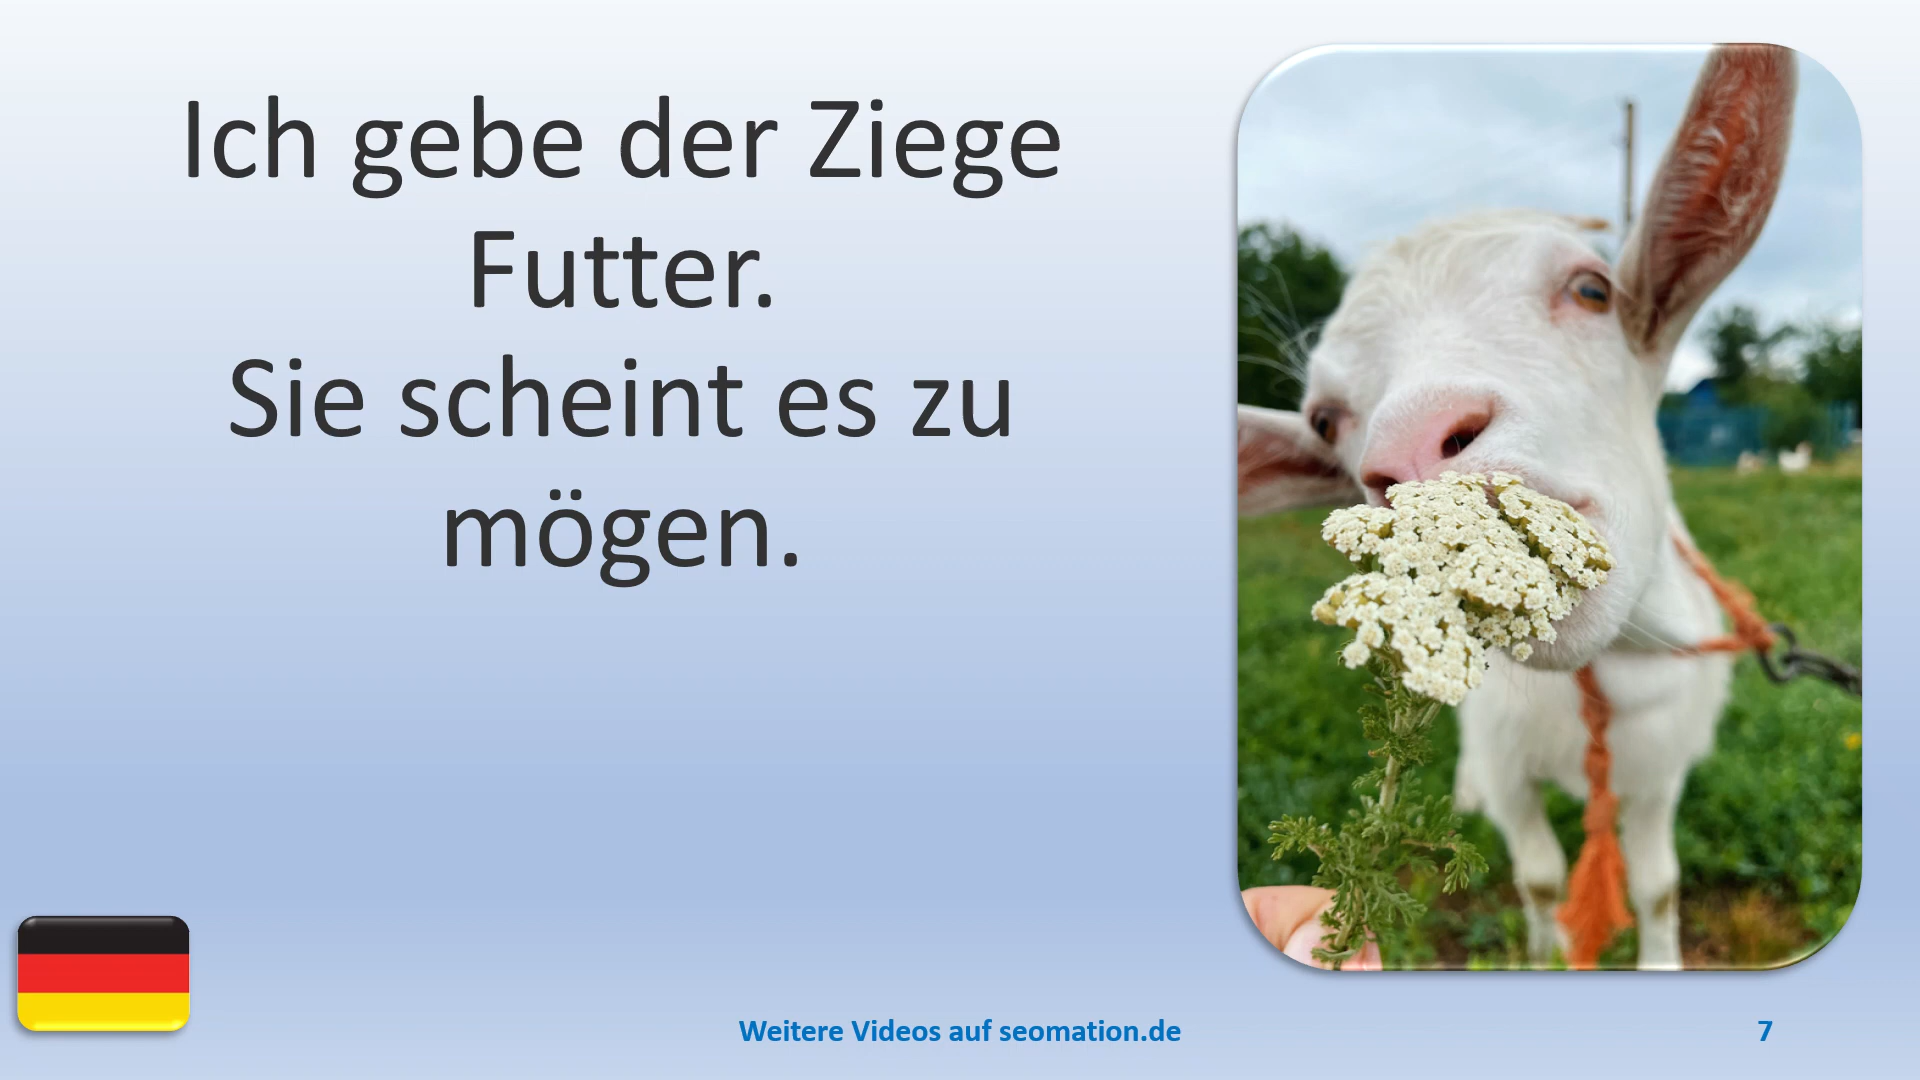 Ich gebe der Ziege
Futter.
Sie scheint es zu
mögen.
Weitere Videos auf seomation.de
7